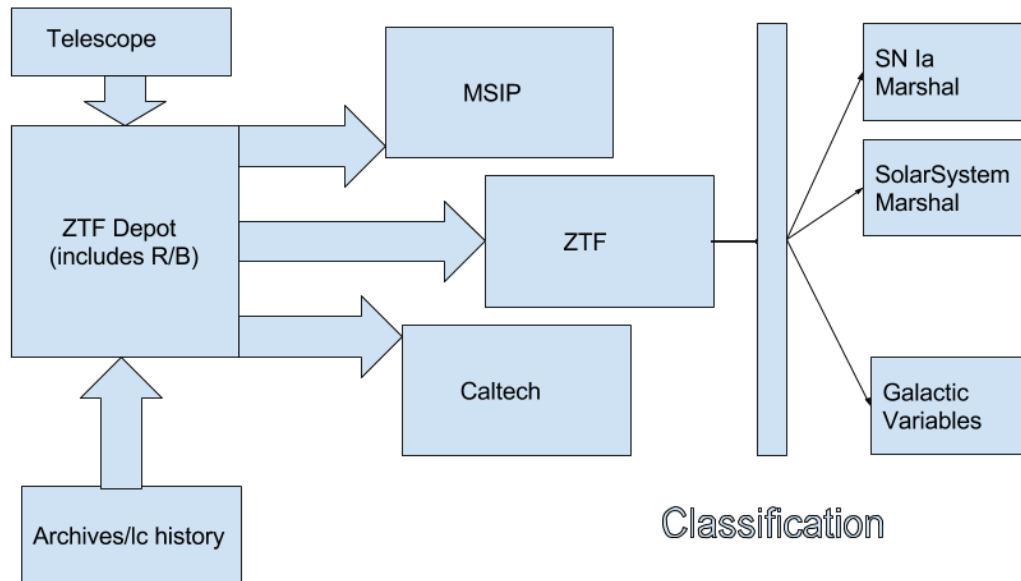 Telescope
MSIP
SN Ia
Marshal
SolarSystem
Marshal
ZTF Depot
(includes R/B)
ZTF
Caltech
Galactic
Variables
Archives/lc history
Classification